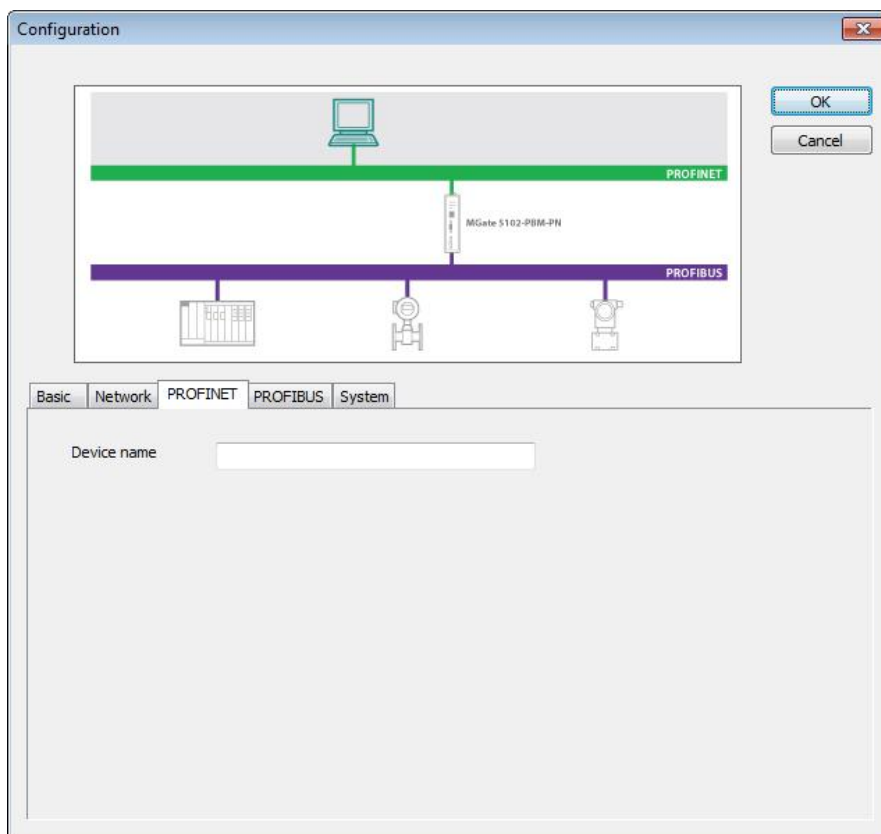 Configuration
OK
Cancel
PROFINET
MGate 5102-PBM-PN
PROFIBUS
Basic Network PROFINET PROFIBUS System
Device name